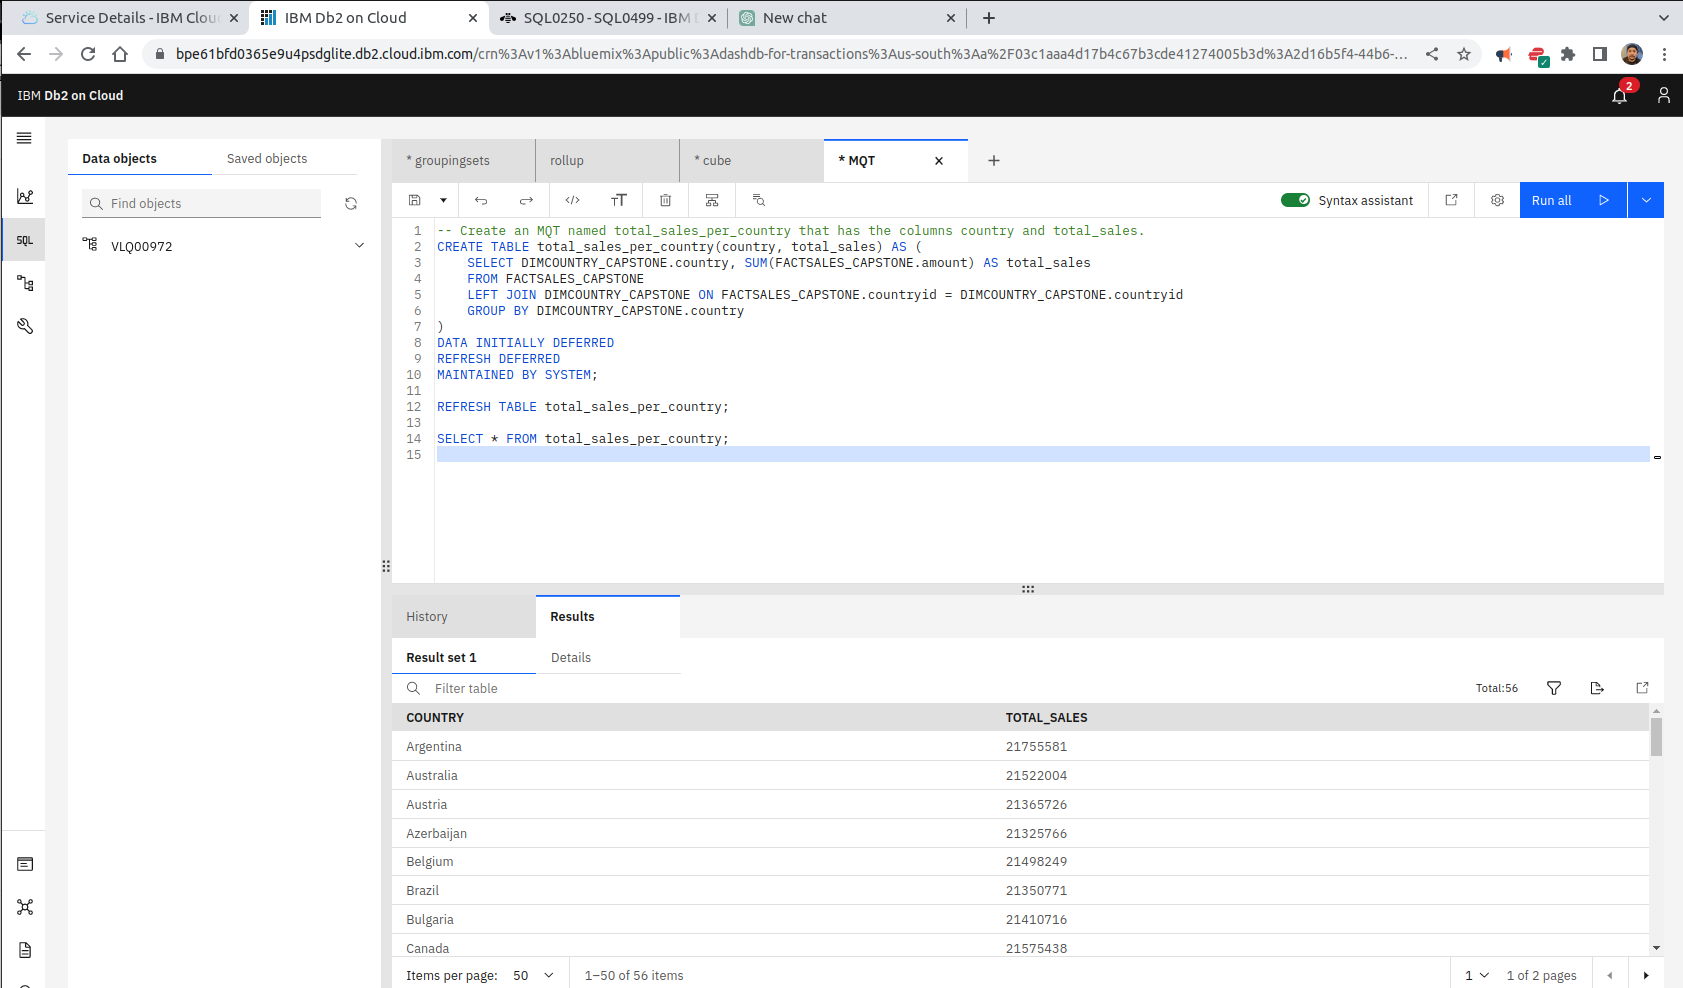 Service Details - IBM Clou
IBM Db2 on Cloud
SQL0250 - SQL0499 - IBM D
New chat
bpe61bfd0365e9u4psdglite.db2.cloud.ibm.com/crn%3Av1%3Abluemix%3Apublic%3Adashdb-for-transactions%3Aus-south%3Aa%2F03c1aaa4d17b4c67b3cde41274005b3d%3A2d16b5f4-44b6-...
IBM Db2 on Cloud
2
Data objects
Saved objects
* groupingsets
rollup
* cube
* MQT
Find objects
Syntax assistant
Run all
SQL
VLQ00972
1 -- Create an MQT named total_sales_per_country that has the columns country and total_sales.
2 CREATE TABLE total_sales_per_country(country, total_sales) AS (
3 SELECT DIMCOUNTRY_CAPSTONE.country, SUM(FACTSALES_CAPSTONE.amount) AS total_sales
4 FROM FACTSALES_CAPSTONE
5 LEFT JOIN DIMCOUNTRY_CAPSTONE ON FACTSALES_CAPSTONE.countryid = DIMCOUNTRY_CAPSTONE.countryid
6 GROUP BY DIMCOUNTRY_CAPSTONE.country
7 )
8 DATA INITIALLY DEFERRED
9 REFRESH DEFERRED
10 MAINTAINED BY SYSTEM;
11
12 REFRESH TABLE total_sales_per_country;
13
14 SELECT * FROM total_sales_per_country;
15
History
Results
Result set 1
Details
Filter table
Total:56
COUNTRY TOTAL_SALES
Argentina 21755581
Australia 21522004
Austria 21365726
Azerbaijan 21325766
Belgium 21498249
Brazil 21350771
Bulgaria 21410716
Canada 21575438
Items per page: 50
1–50 of 56 items
1
1 of 2 pages